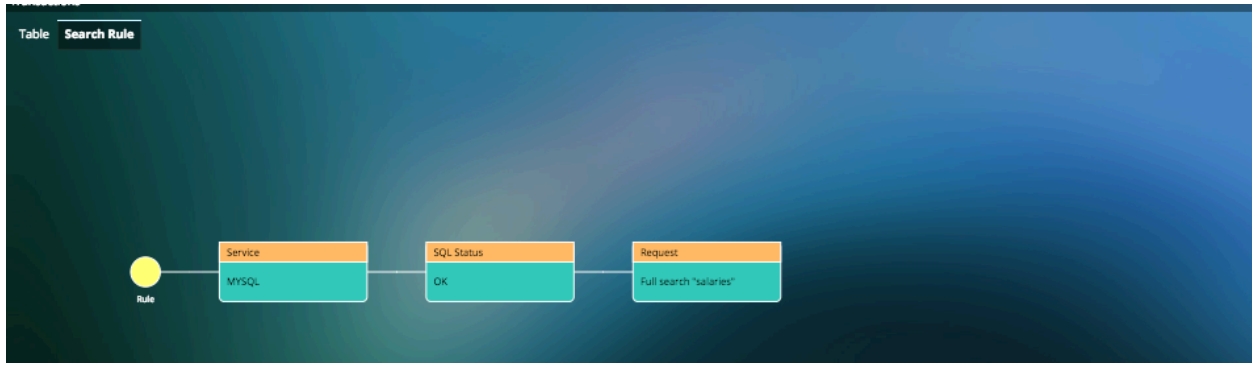 Table Search Rule
Service
MYSQL
SQL Status
OK
Request
Full search "salaries"
Rule